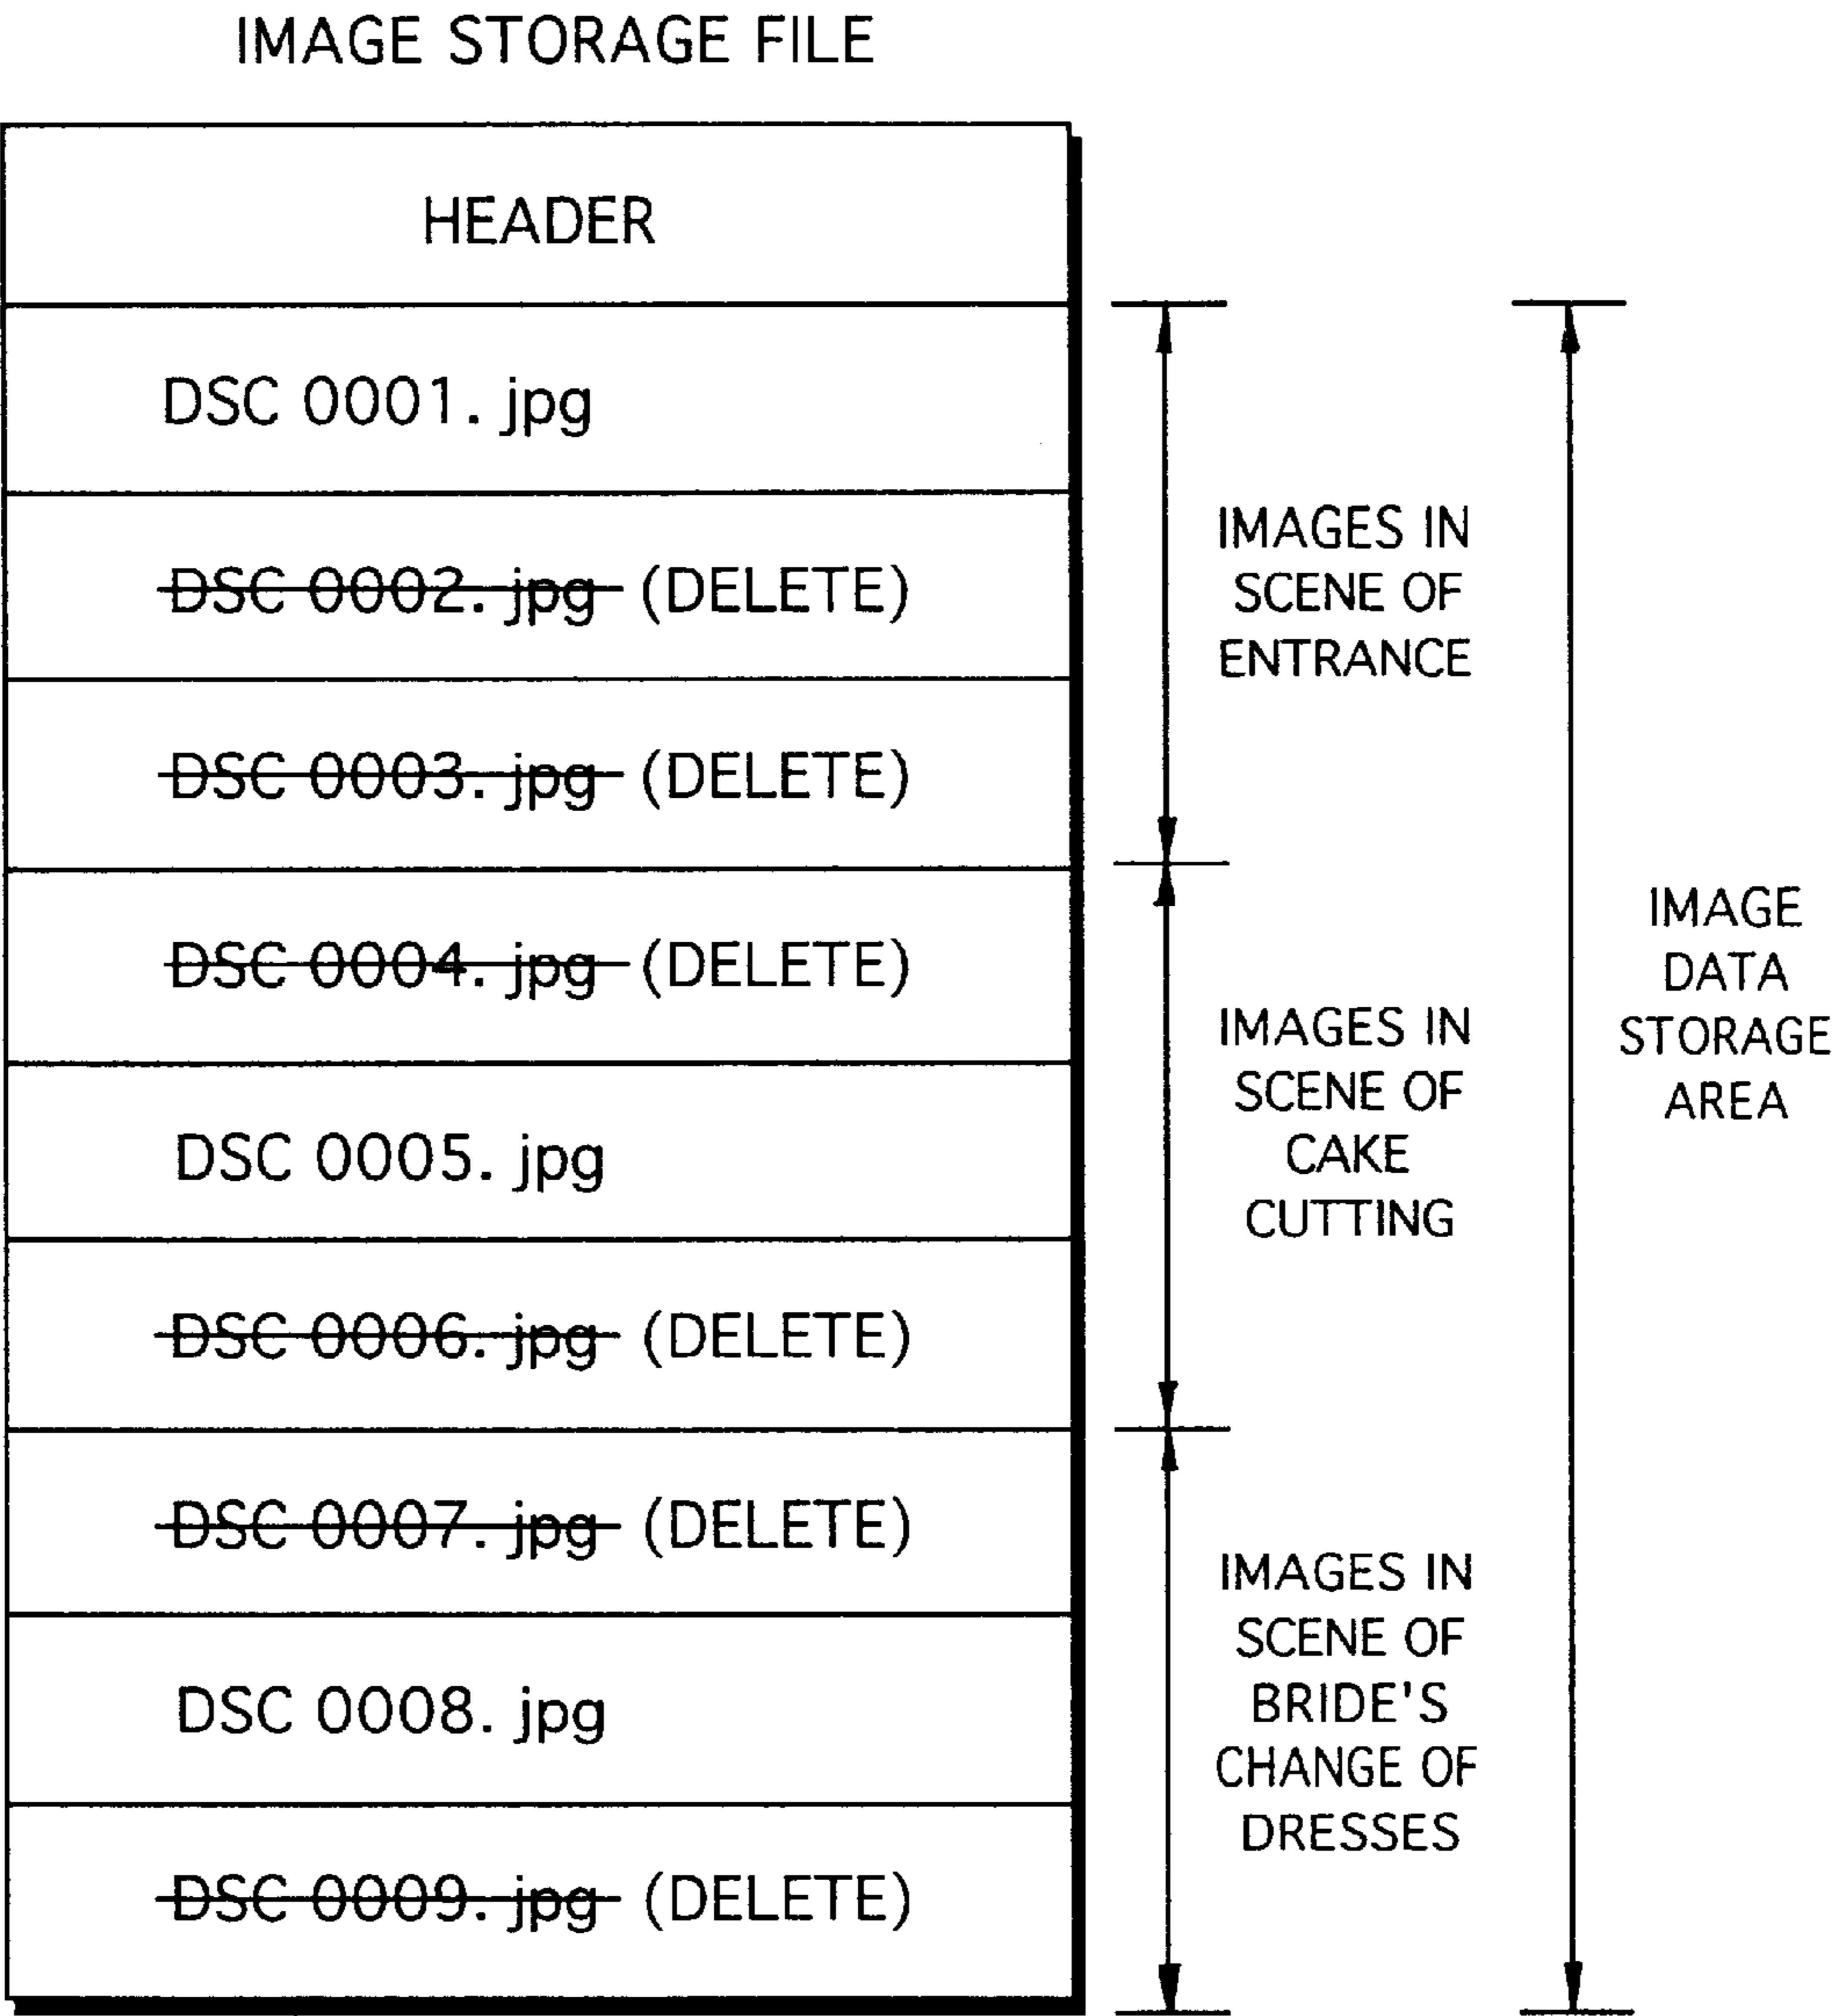 IMAGE STORAGE FILE
HEADER
DSC 0001. jpg
DSC 0002. jpg (DELETE)
DSC 0003. jpg (DELETE)
DSC 0004. jpg (DELETE)
DSC 0005. jpg
DSC 0006. jpg (DELETE)
DSC 0007. jpg (DELETE)
DSC 0008. jpg
DSC 0009. jpg (DELETE)
IMAGES IN
SCENE OF
ENTRANCE
IMAGES IN
SCENE OF
CAKE
CUTTING
IMAGES IN
SCENE OF
BRIDE'S
CHANGE OF
DRESSES
IMAGE
DATA
STORAGE
AREA